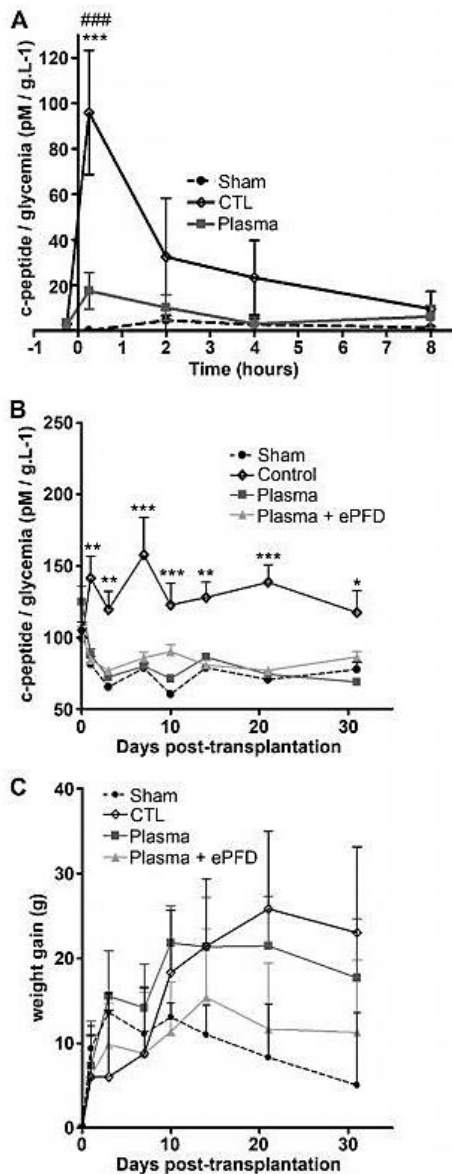 A
###
***
c-peptide / glycemia (pM / g.L-1)
120
100
80
60
40
20
Sham
CTL
Plasma
-1 0 1 2 3 4 5 6 7 8
Time (hours)
B
c-peptide / glycemia (pM / g.L-1)
250
200
150
100
50
Sham
Control
Plasma
Plasma + ePFD
** ** *** *** ** *** *
0 10 20 30
Days post-transplantation
C
weight gain (g)
40
30
20
10
0
Sham
CTL
Plasma
Plasma + ePFD
0 10 20 30
Days post-transplantation